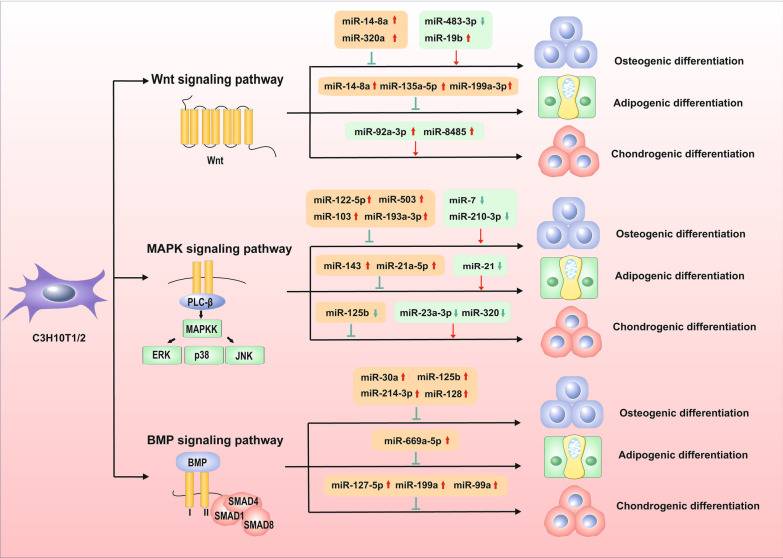 miR-14-8a miR-483-3p
miR-320a miR-19b
Osteogenic differentiation
Wnt signaling pathway
miR-14-8a miR-135a-5p miR-199a-3p
Adipogenic differentiation
Wnt
miR-92a-3p miR-8485
Chondrogenic differentiation
miR-122-5p miR-503 miR-7
miR-103 miR-193a-3p miR-210-3p
Osteogenic differentiation
MAPK signaling pathway
miR-143 miR-21a-5p miR-21
Adipogenic differentiation
PLC-β
MAPKK
ERK p38 JNK
miR-125b miR-23a-3p miR-320
Chondrogenic differentiation
C3H10T1/2
miR-30a miR-125b
miR-214-3p miR-128
Osteogenic differentiation
BMP signaling pathway
miR-669a-5p
Adipogenic differentiation
BMP
miR-127-5p miR-199a miR-99a
Chondrogenic differentiation
I II
SMAD4
SMAD1
SMAD8